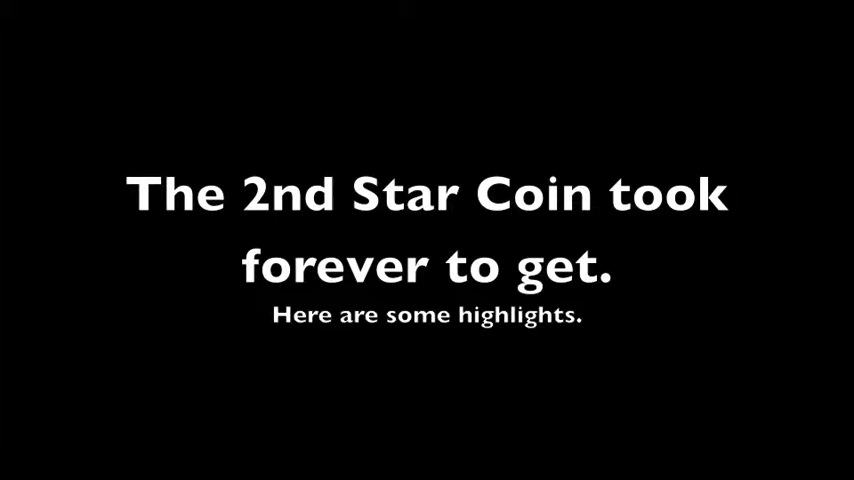 The 2nd Star Coin took
forever to get.
Here are some highlights.